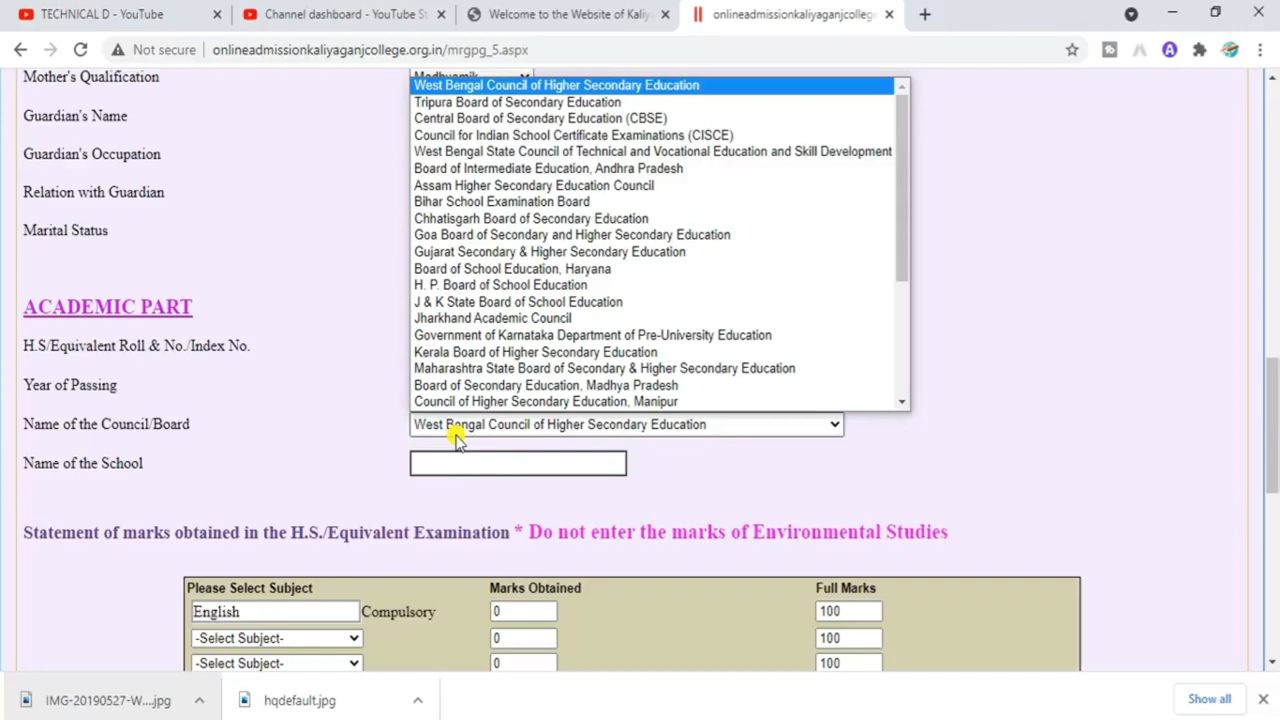 TECHNICAL D - YouTube
Channel dashboard - YouTube S
Welcome to the Website of Kaliy
onlineadmissionkaliyaganjcolleg
Not secure
onlineadmissionkaliyaganjcollege.org.in/mrgpg_5.aspx
Mother's Qualification
Madhyamik
Guardian's Name
Guardian's Occupation
Relation with Guardian
Marital Status
West Bengal Council of Higher Secondary Education
Tripura Board of Secondary Education
Central Board of Secondary Education (CBSE)
Council for Indian School Certificate Examinations (CISCE)
West Bengal State Council of Technical and Vocational Education and Skill Development
Board of Intermediate Education, Andhra Pradesh
Assam Higher Secondary Education Council
Bihar School Examination Board
Chhatisgarh Board of Secondary Education
Goa Board of Secondary and Higher Secondary Education
Gujarat Secondary & Higher Secondary Education
Board of School Education, Haryana
H. P. Board of School Education
J & K State Board of School Education
Jharkhand Academic Council
Government of Karnataka Department of Pre-University Education
Kerala Board of Higher Secondary Education
Maharashtra State Board of Secondary & Higher Secondary Education
Board of Secondary Education, Madhya Pradesh
Council of Higher Secondary Education, Manipur
ACADEMIC PART
H.S/Equivalent Roll & No./Index No.
Year of Passing
Name of the Council/Board
West Bengal Council of Higher Secondary Education
Name of the School
Statement of marks obtained in the H.S./Equivalent Examination * Do not enter the marks of Environmental Studies
Please Select Subject Marks Obtained Full Marks
English Compulsory 0 100
-Select Subject- 0 100
-Select Subject- 0 100
IMG-20190527-W....jpg
hqdefault.jpg
Show all